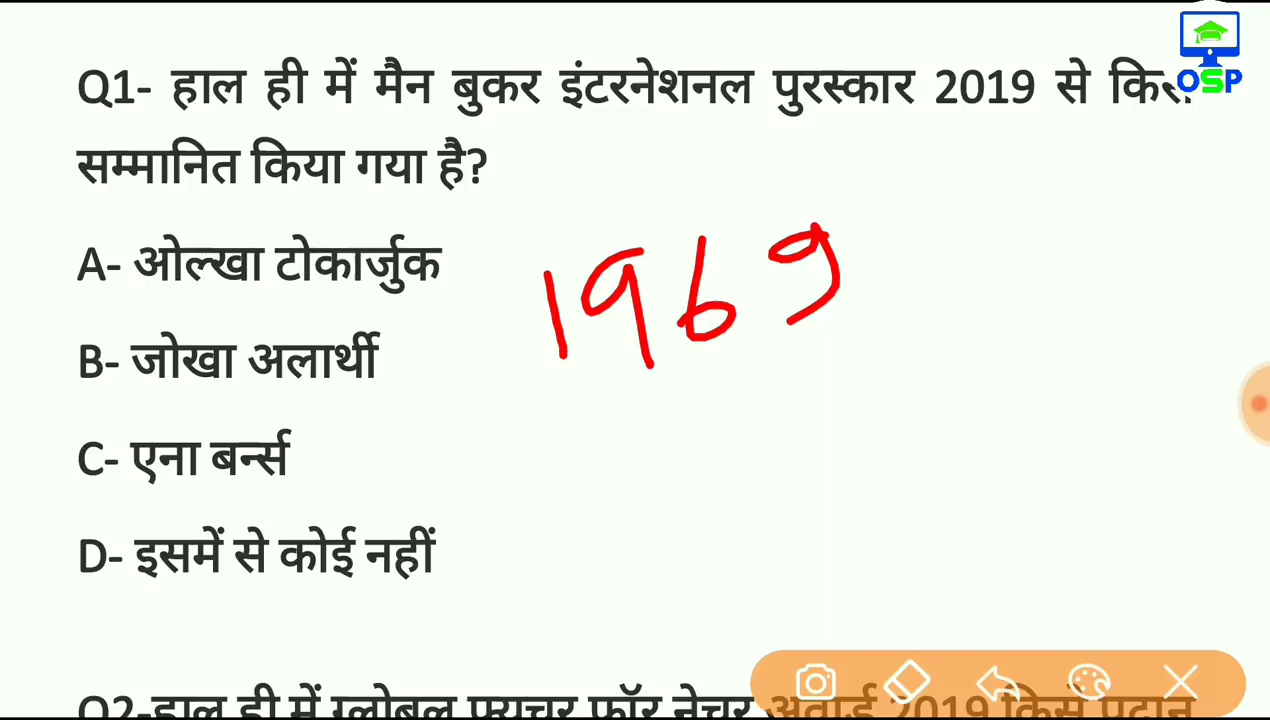 OSP
Q1- हाल ही में मैन बुकर इंटरनेशनल पुरस्कार 2019 से किसे
सम्मानित किया गया है?
A- ओल्खा टोकार्जुक
1969
B- जोखा अलार्थी
C- एना बर्न्स
D- इसमें से कोई नहीं
Q2-हाल ही में ग्लोबल फ्यूचर फॉर नेचर अवार्ड 2019 किसे प्रदान